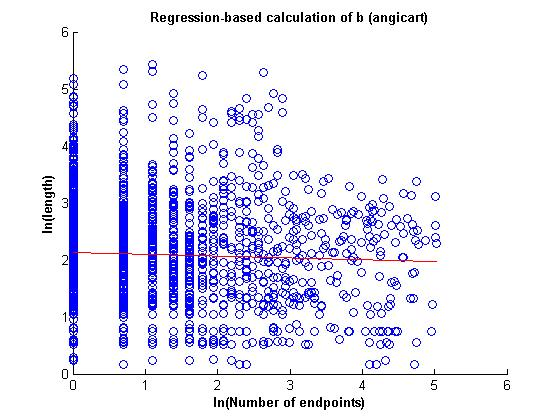 Regression-based calculation of b (angicart)
6
5
4
3
2
1
0
ln(length)
0 1 2 3 4 5 6
ln(Number of endpoints)